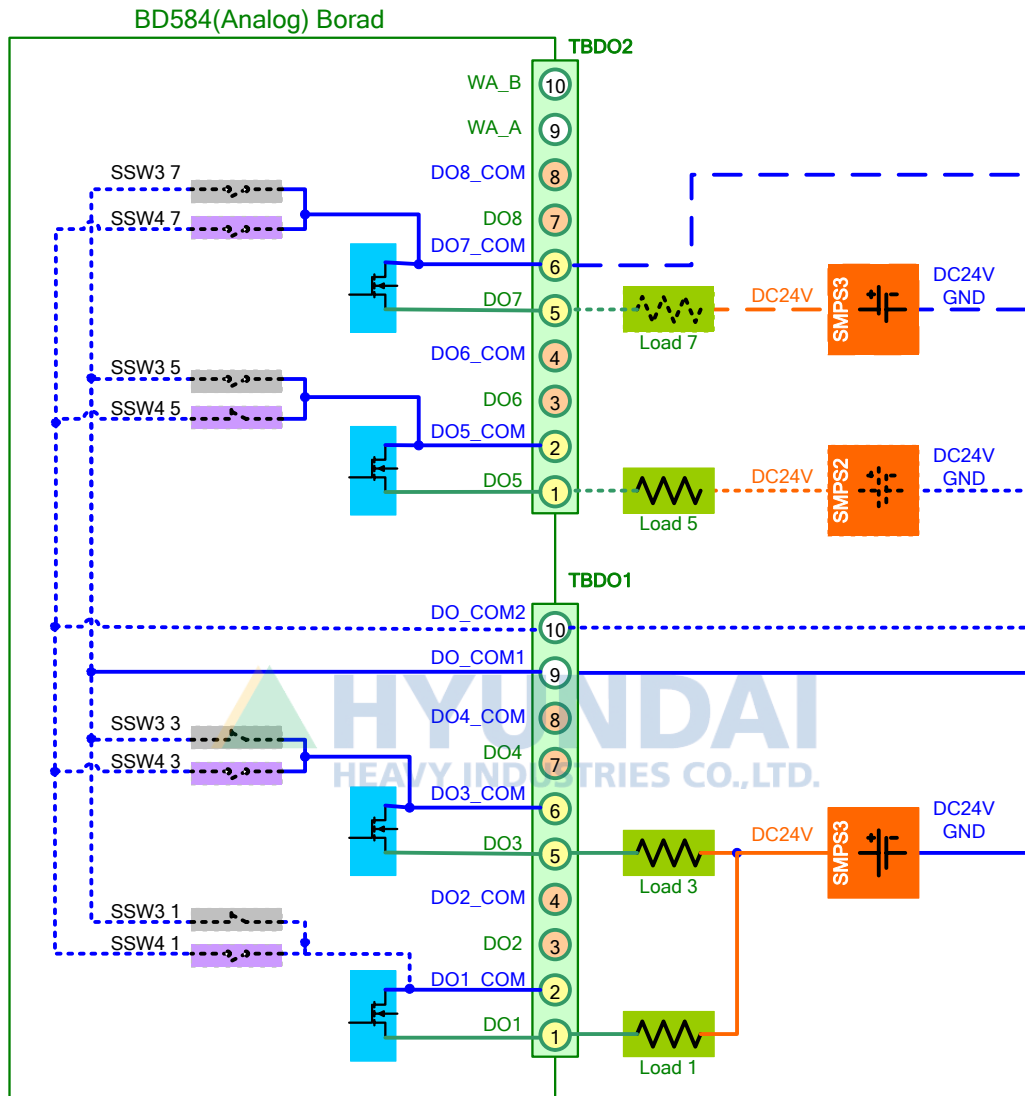 BD584(Analog) Borad
TBDO2
WA_B
10
WA_A
9
DO8_COM
8
DO8
7
DO7_COM
6
DO7
5
DO6_COM
4
DO6
3
DO5_COM
2
DO5
1
SSW3 7
SSW4 7
SSW3 5
SSW4 5
Load 7
DC24V
SMPS3
DC24V
GND
Load 5
DC24V
SMPS2
DC24V
GND
TBDO1
DO_COM2
10
DO_COM1
9
DO4_COM
8
DO4
7
DO3_COM
6
DO3
5
DO2_COM
4
DO2
3
DO1_COM
2
DO1
1
SSW3 3
SSW4 3
SSW3 1
SSW4 1
Load 3
DC24V
SMPS3
DC24V
GND
Load 1
HYUNDAI
HEAVY INDUSTRIES CO.,LTD.